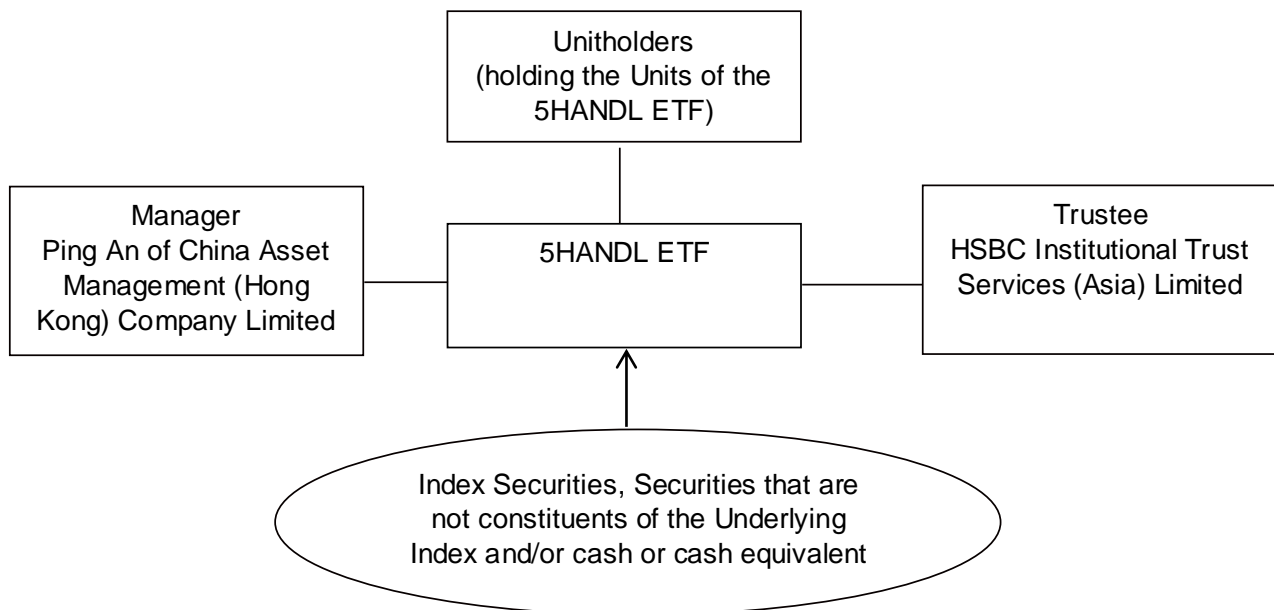 Unitholders
(holding the Units of the
5HANDL ETF)
Manager
Ping An of China Asset
Management (Hong
Kong) Company Limited
5HANDL ETF
Trustee
HSBC Institutional Trust
Services (Asia) Limited
Index Securities, Securities that are
not constituents of the Underlying
Index and/or cash or cash equivalent